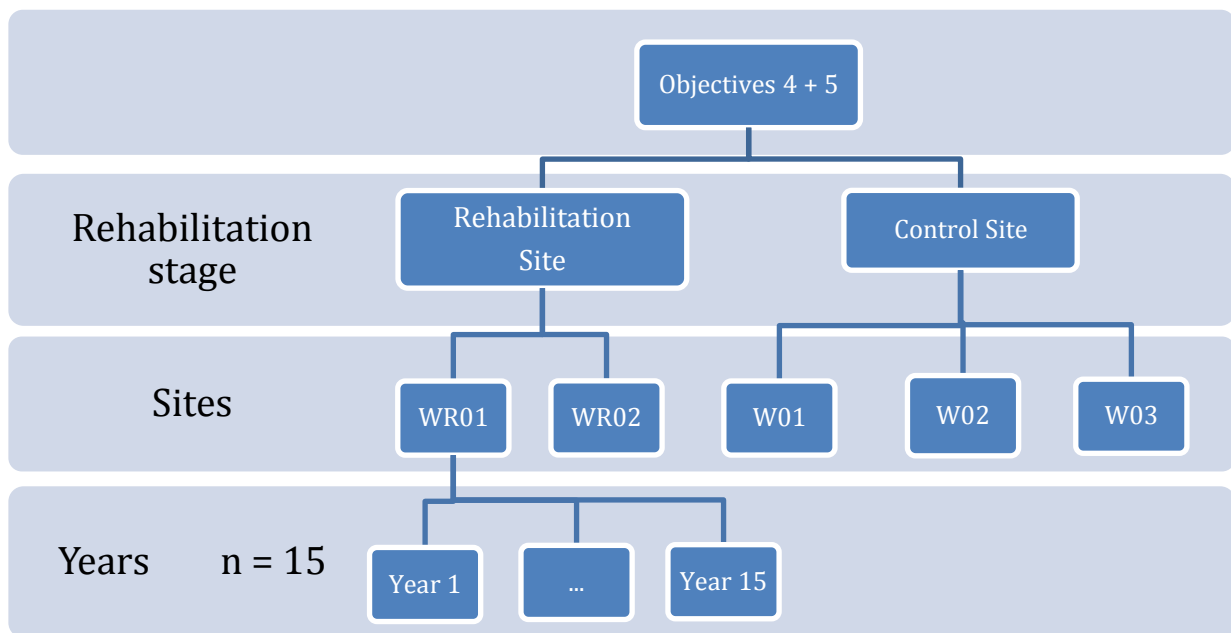 Objectives 4 + 5
Rehabilitation
stage
Rehabilitation
Site
Control Site
Sites
WR01
WR02
W01
W02
W03
Years n = 15
Year 1
...
Year 15